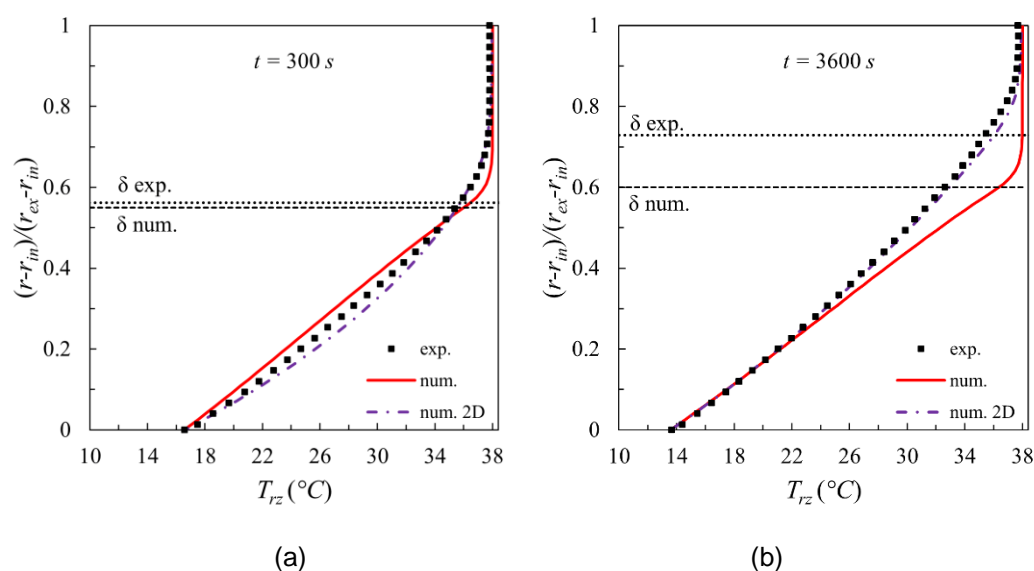 1
0.8
0.6
0.4
0.2
0
(r-r_in)/(r_ex-r_in)
t = 300 s
δ exp.
δ num.
exp.
num.
num. 2D
10 14 18 22 26 30 34 38
T_rz (°C)
(a)
1
0.8
0.6
0.4
0.2
0
(r-r_in)/(r_ex-r_in)
t = 3600 s
δ exp.
δ num.
exp.
num.
num. 2D
10 14 18 22 26 30 34 38
T_rz (°C)
(b)